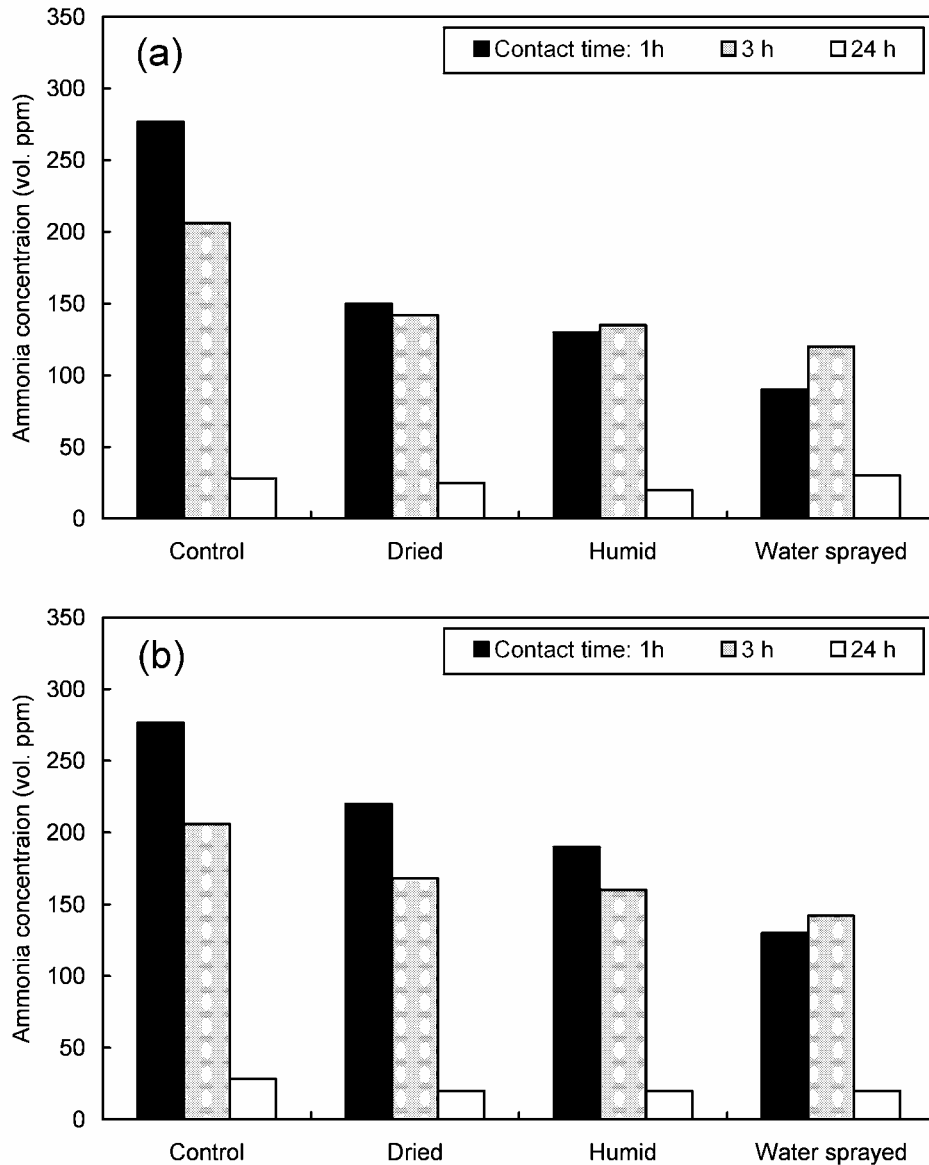 (a)
Contact time: 1h 3 h 24 h
Ammonia concentraion (vol. ppm)
350
300
250
200
150
100
50
0
Control Dried Humid Water sprayed
(b)
Contact time: 1h 3 h 24 h
Ammonia concentraion (vol. ppm)
350
300
250
200
150
100
50
0
Control Dried Humid Water sprayed